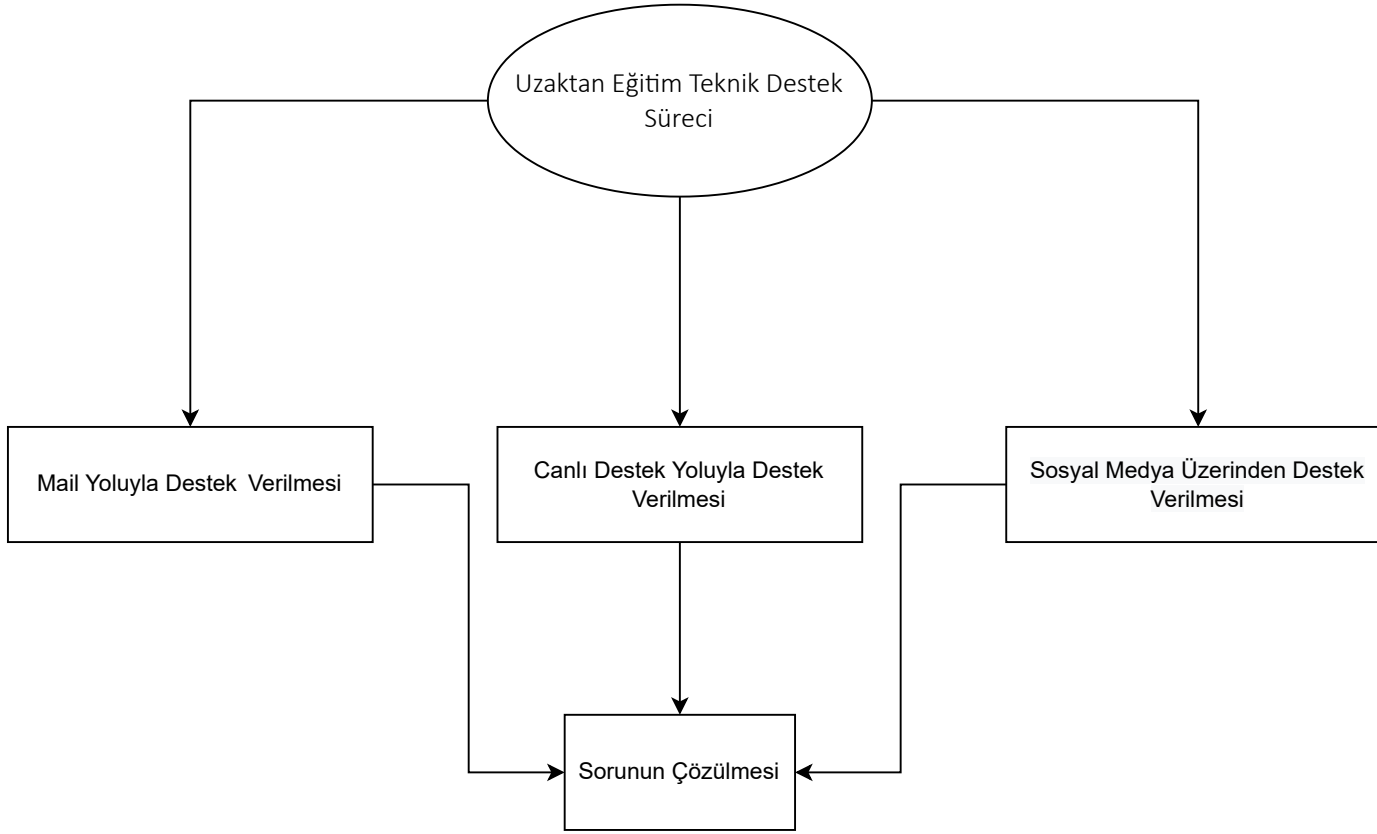 Uzaktan Eğitim Teknik Destek
Süreci
Mail Yoluyla Destek  Verilmesi
Canlı Destek Yoluyla Destek
Verilmesi
Sosyal Medya Üzerinden Destek
Verilmesi
Sorunun Çözülmesi